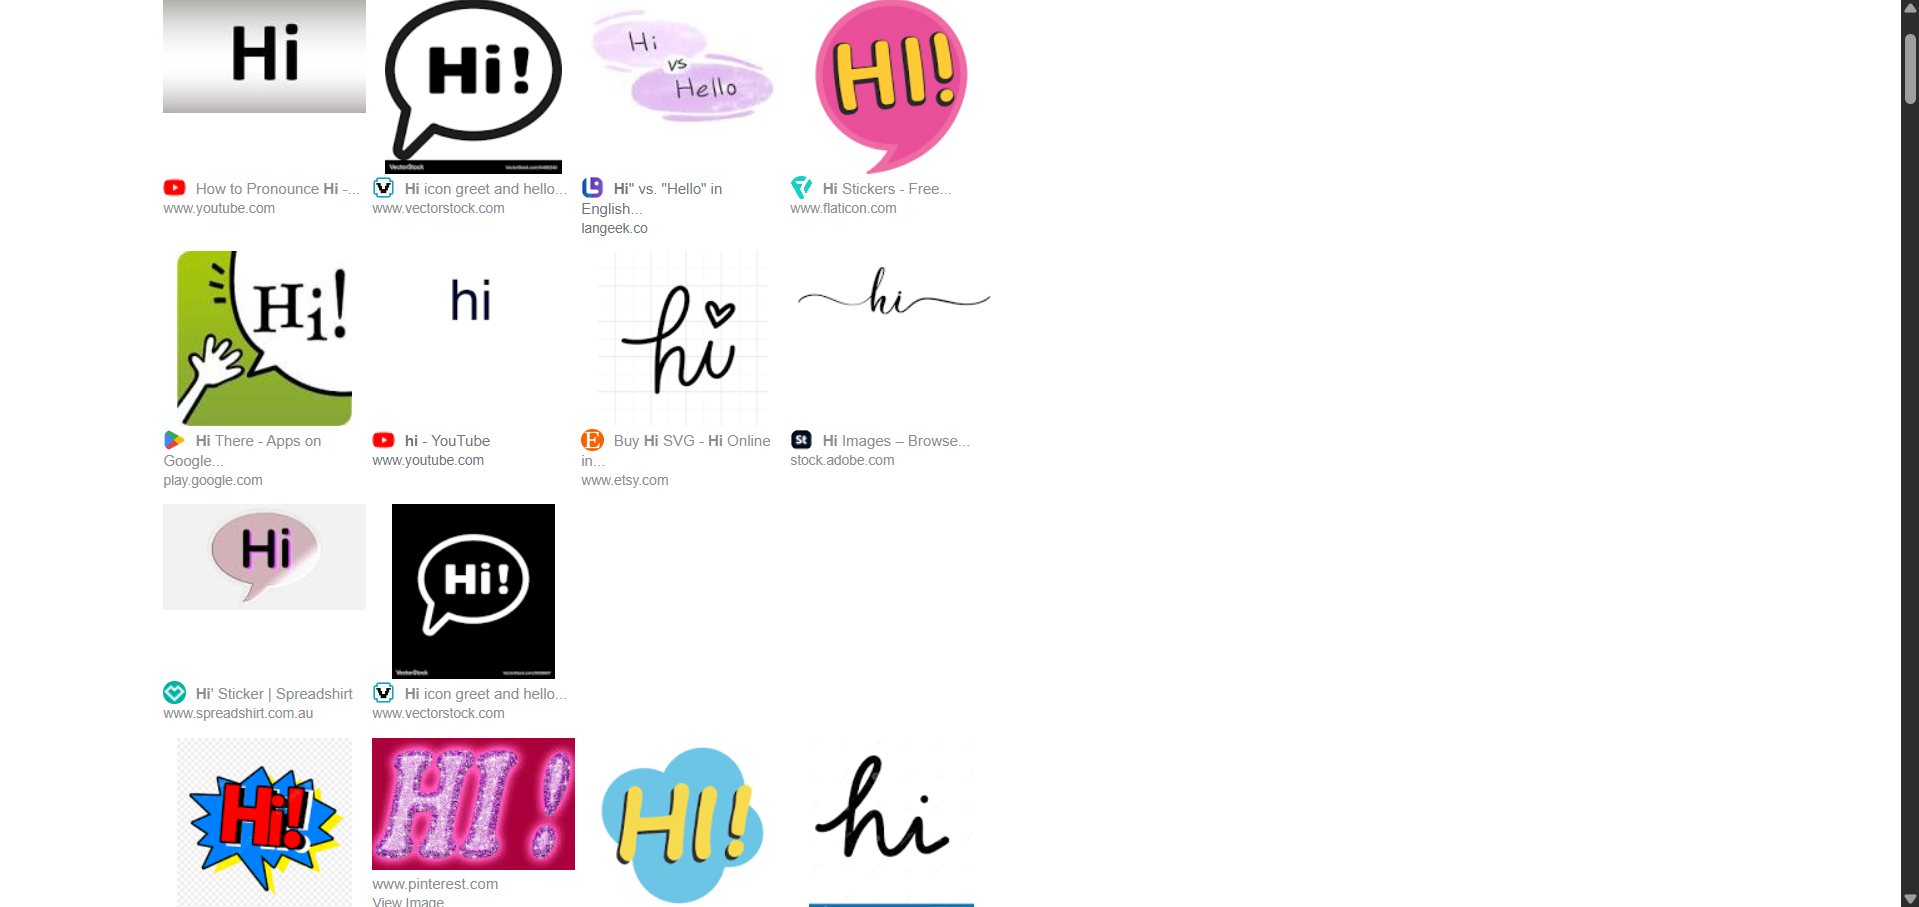 Hi
Hi!
VectorStock
Hi
vs
Hello
HI!
How to Pronounce Hi -...
www.youtube.com
Hi icon greet and hello...
www.vectorstock.com
Hi" vs. "Hello" in
English...
langeek.co
Hi Stickers - Free...
www.flaticon.com
Hi!
hi
hi
hi
Hi There - Apps on
Google...
play.google.com
hi - YouTube
www.youtube.com
E
Buy Hi SVG - Hi Online
in...
www.etsy.com
St
Hi Images – Browse...
stock.adobe.com
Hi
Hi!
VectorStock
Hi' Sticker | Spreadshirt
www.spreadshirt.com.au
Hi icon greet and hello...
www.vectorstock.com
Hi!
HI!
HI!
hi
www.pinterest.com
View Image